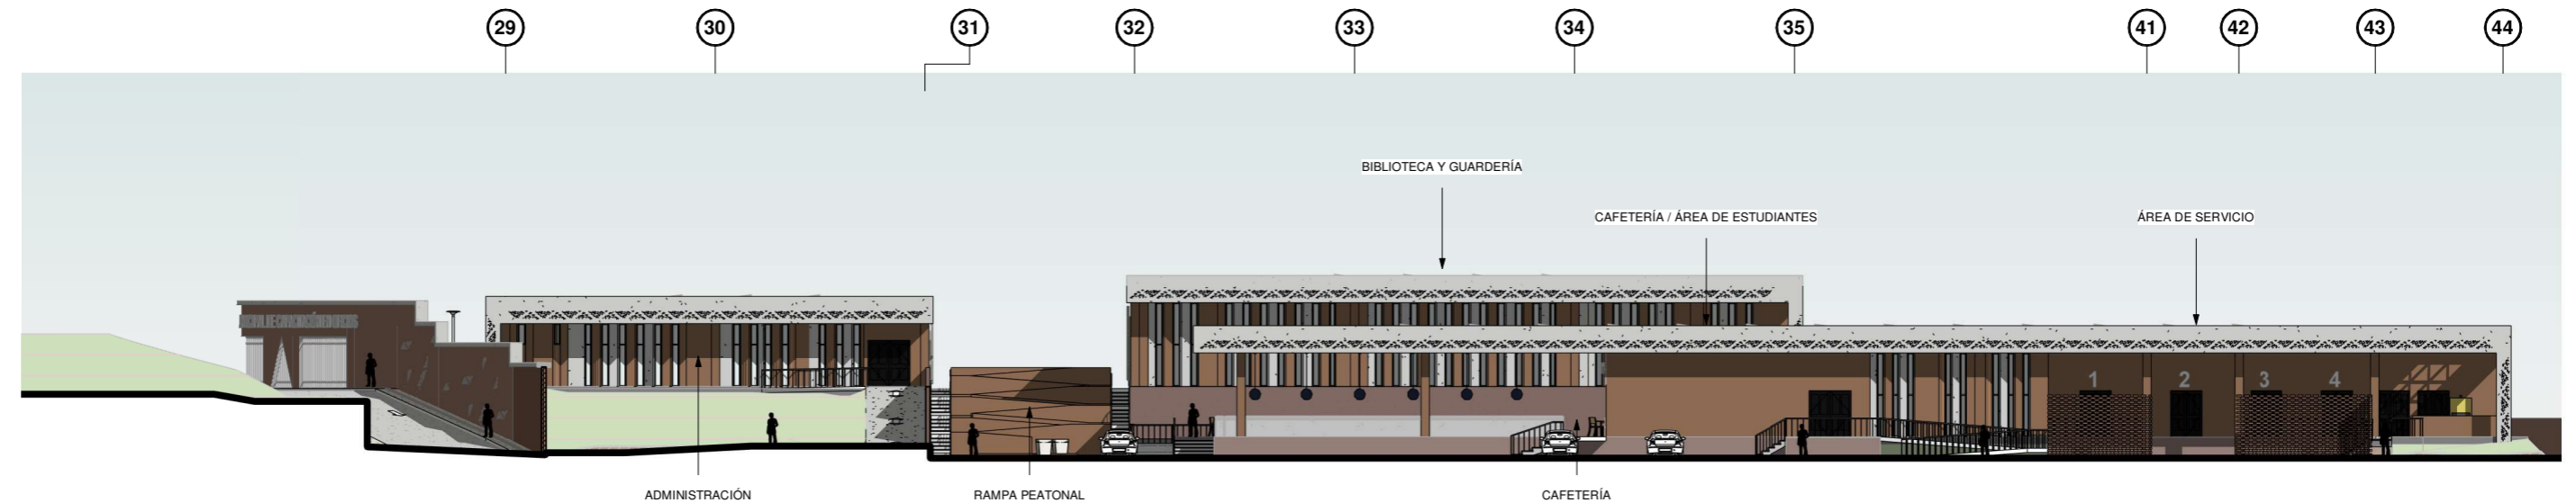 29
30
31
32
33
34
35
41
42
43
44
BIBLIOTECA Y GUARDERÍA
CAFETERÍA / ÁREA DE ESTUDIANTES
ÁREA DE SERVICIO
1
2
3
4
ADMINISTRACIÓN
RAMPA PEATONAL
CAFETERÍA